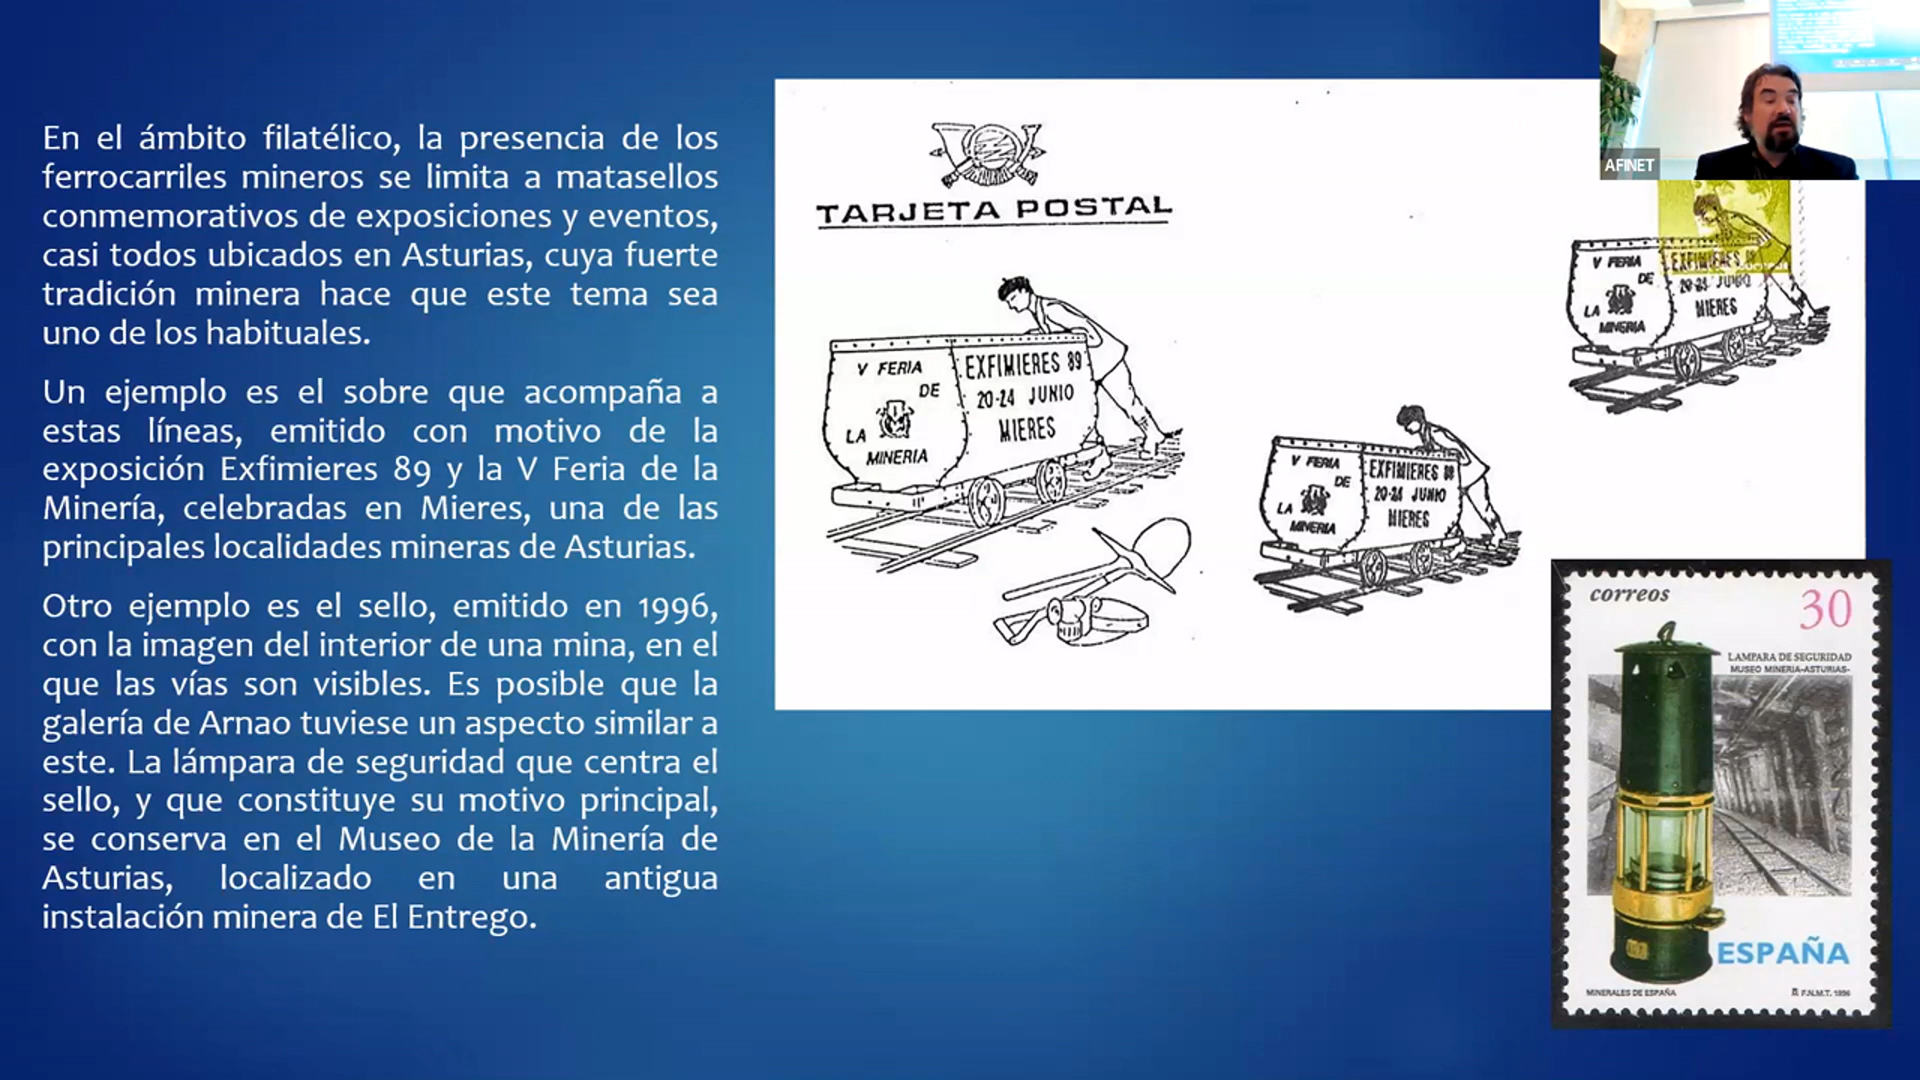 En el ámbito filatélico, la presencia de los
ferrocarriles mineros se limita a matasellos
conmemorativos de exposiciones y eventos,
casi todos ubicados en Asturias, cuya fuerte
tradición minera hace que este tema sea
uno de los habituales.
Un ejemplo es el sobre que acompaña a
estas líneas, emitido con motivo de la
exposición Exfimieres 89 y la V Feria de la
Minería, celebradas en Mieres, una de las
principales localidades mineras de Asturias.
Otro ejemplo es el sello, emitido en 1996,
con la imagen del interior de una mina, en el
que las vías son visibles. Es posible que la
galería de Arnao tuviese un aspecto similar a
este. La lámpara de seguridad que centra el
sello, y que constituye su motivo principal,
se conserva en el Museo de la Minería de
Asturias, localizado en una antigua
instalación minera de El Entrego.
TARJETA POSTAL
V FERIA
DE
LA
MINERIA
EXFIMIERES 89
20-24 JUNIO
MIERES
V FERIA
DE
LA
MINERIA
EXFIMIERES 89
20-24 JUNIO
MIERES
AFINET
V FERIA
DE
LA
MINERIA
EXFIMIERES
20-24 JUNIO
MIERES
correos
30
LAMPARA DE SEGURIDAD
MUSEO MINERIA-ASTURIAS-
ESPAÑA
MINERALES DE ESPAÑA
F.N.M.T. 1996